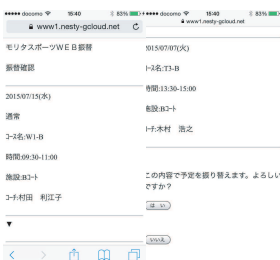 docomo 15:40 83%
www1.nesty-gcloud.net
モリタスポーツＷＥＢ振替
振替確認
2015/07/15(水)
通常
ｺｰｽ名:W1-B
時間:09:30-11:00
施設:Bｺｰﾄ
ｺｰﾁ:村田　利江子
▼
docomo 15:40 83%
www1.nesty-gcloud.net
2015/07/07(火)
ｺｰｽ名:T3-B
時間:13:30-15:00
施設:Bｺｰﾄ
ｺｰﾁ:木村　浩之
この内容で予定を振り替えます。よろしい
ですか？
はい
いいえ